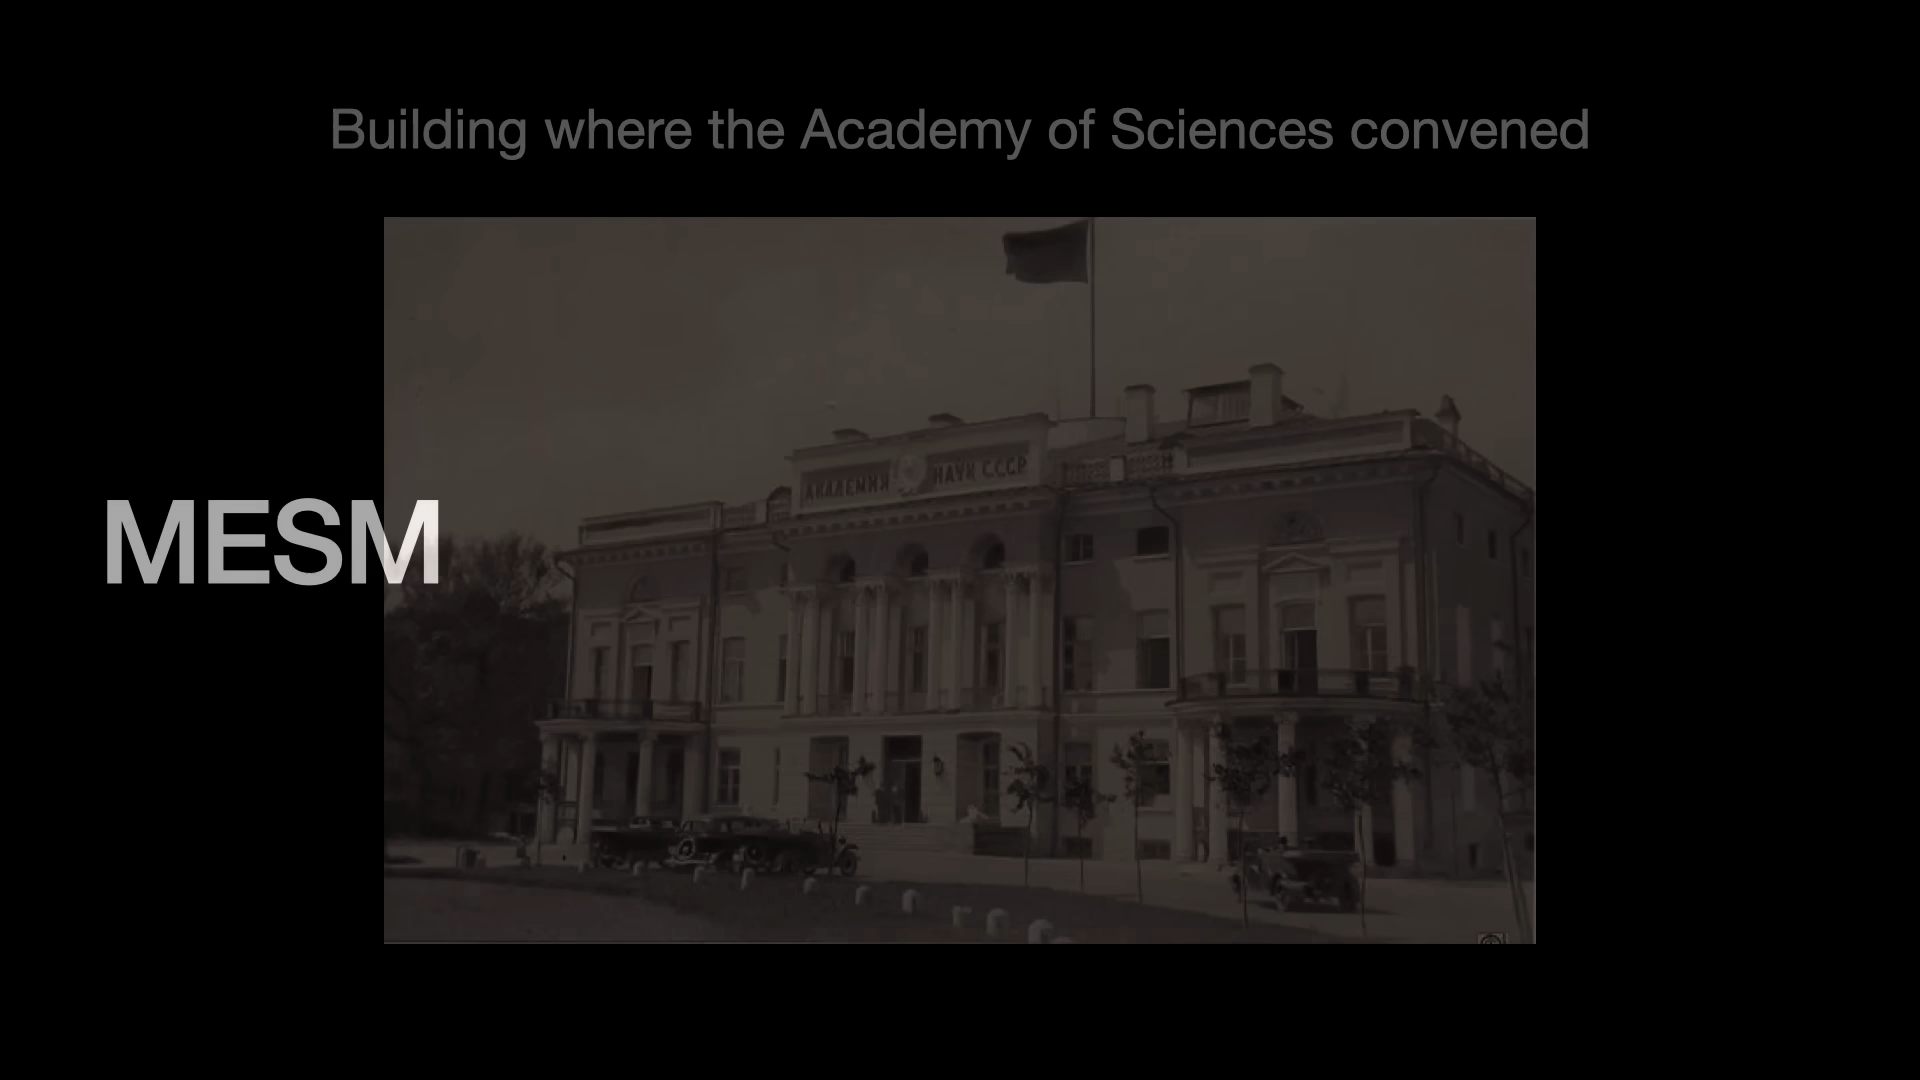 Building where the Academy of Sciences convened
АКАДЕМИЯ НАУК СССР
MESM